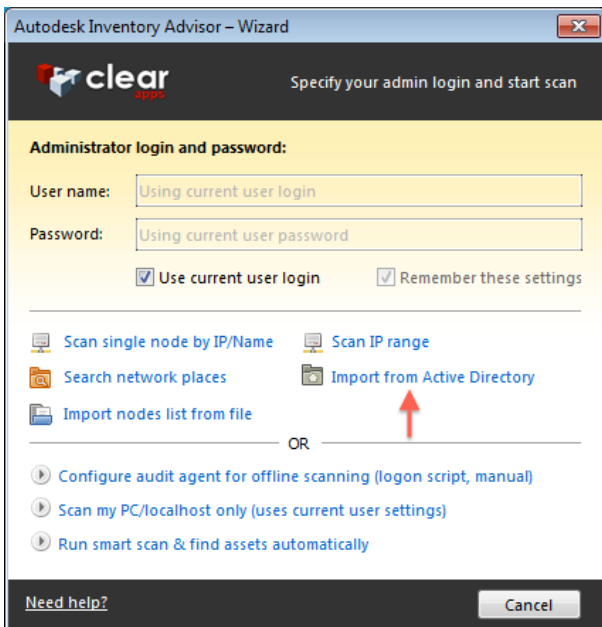 Autodesk Inventory Advisor – Wizard
clear
apps
Specify your admin login and start scan
Administrator login and password:
User name: Using current user login
Password: Using current user password
Use current user login Remember these settings
Scan single node by IP/Name Scan IP range
Search network places Import from Active Directory
Import nodes list from file
OR
Configure audit agent for offline scanning (logon script, manual)
Scan my PC/localhost only (uses current user settings)
Run smart scan & find assets automatically
Need help? Cancel